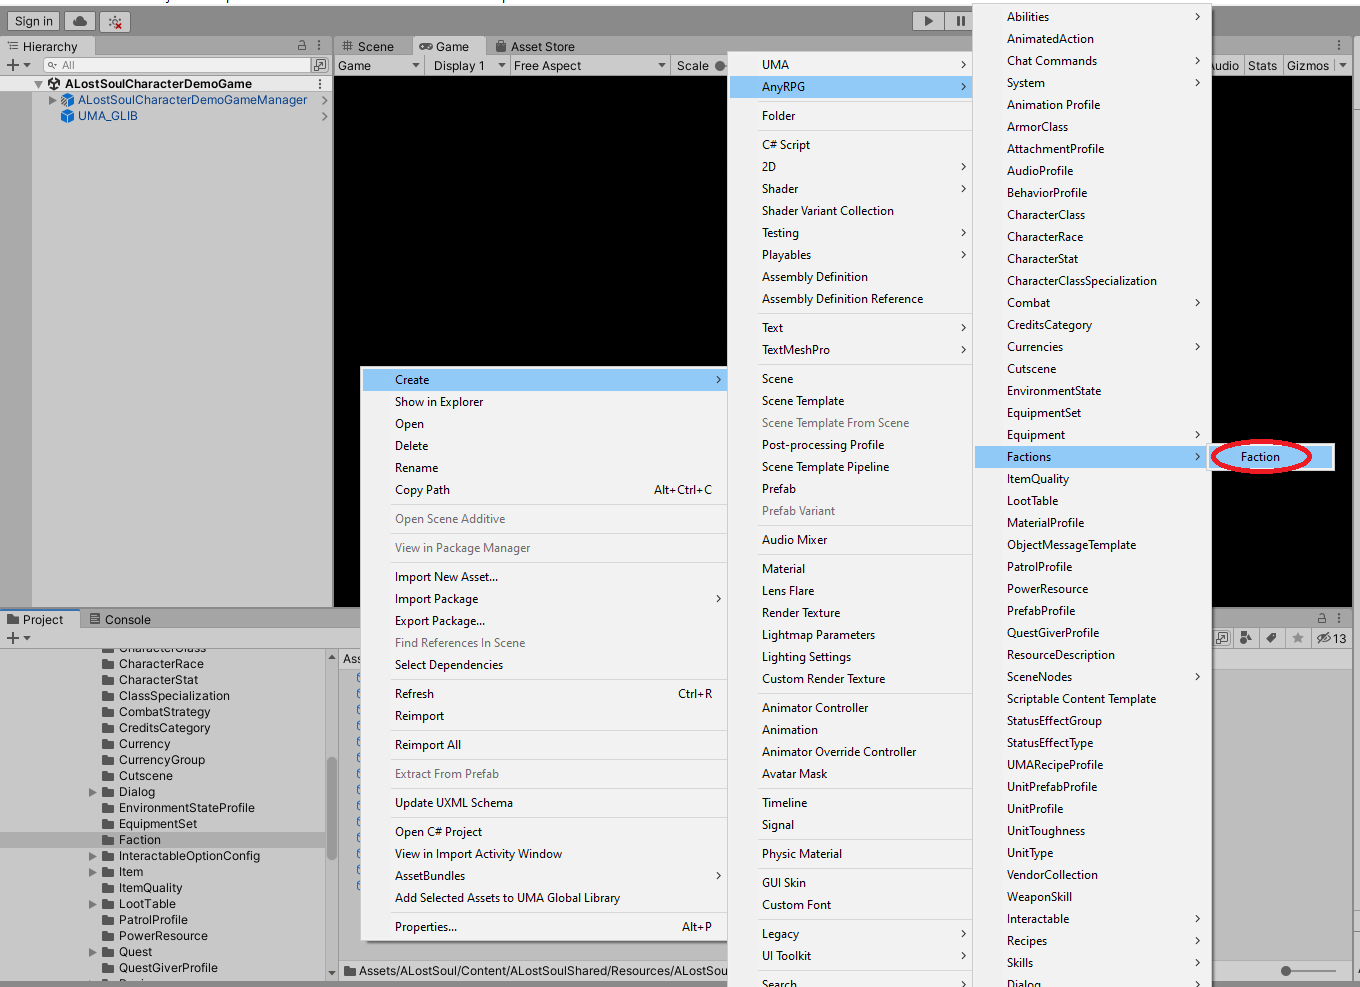 Sign in
Hierarchy
All
ALostSoulCharacterDemoGame
ALostSoulCharacterDemoGameManager
UMA_GLIB
Scene
Game
Asset Store
Game
Display 1
Free Aspect
Scale
Stats
Gizmos
Create
Show in Explorer
Open
Delete
Rename
Copy Path Alt+Ctrl+C
Open Scene Additive
View in Package Manager
Import New Asset...
Import Package
Export Package...
Find References In Scene
Select Dependencies
Refresh Ctrl+R
Reimport
Reimport All
Extract From Prefab
Update UXML Schema
Open C# Project
View in Import Activity Window
AssetBundles
Add Selected Assets to UMA Global Library
Properties... Alt+P
UMA
AnyRPG
Folder
C# Script
2D
Shader
Shader Variant Collection
Testing
Playables
Assembly Definition
Assembly Definition Reference
Text
TextMeshPro
Scene
Scene Template
Scene Template From Scene
Post-processing Profile
Scene Template Pipeline
Prefab
Prefab Variant
Audio Mixer
Material
Lens Flare
Render Texture
Lightmap Parameters
Lighting Settings
Custom Render Texture
Animator Controller
Animation
Animator Override Controller
Avatar Mask
Timeline
Signal
Physic Material
GUI Skin
Custom Font
Legacy
UI Toolkit
Search
Abilities
AnimatedAction
Chat Commands
System
Animation Profile
ArmorClass
AttachmentProfile
AudioProfile
BehaviorProfile
CharacterClass
CharacterRace
CharacterStat
CharacterClassSpecialization
Combat
CreditsCategory
Currencies
Cutscene
EnvironmentState
EquipmentSet
Equipment
Factions
ItemQuality
LootTable
MaterialProfile
ObjectMessageTemplate
PatrolProfile
PowerResource
PrefabProfile
QuestGiverProfile
ResourceDescription
SceneNodes
Scriptable Content Template
StatusEffectGroup
StatusEffectType
UMARecipeProfile
UnitPrefabProfile
UnitProfile
UnitToughness
UnitType
VendorCollection
WeaponSkill
Interactable
Recipes
Skills
Dialog
Faction
Project
Console
13
CharacterClass
CharacterRace
CharacterStat
ClassSpecialization
CombatStrategy
CreditsCategory
Currency
CurrencyGroup
Cutscene
Dialog
EnvironmentStateProfile
EquipmentSet
Faction
InteractableOptionConfig
Item
ItemQuality
LootTable
PatrolProfile
PowerResource
Quest
QuestGiverProfile
Assets/ALostSoul/Content/ALostSoulShared/Resources/ALostSou